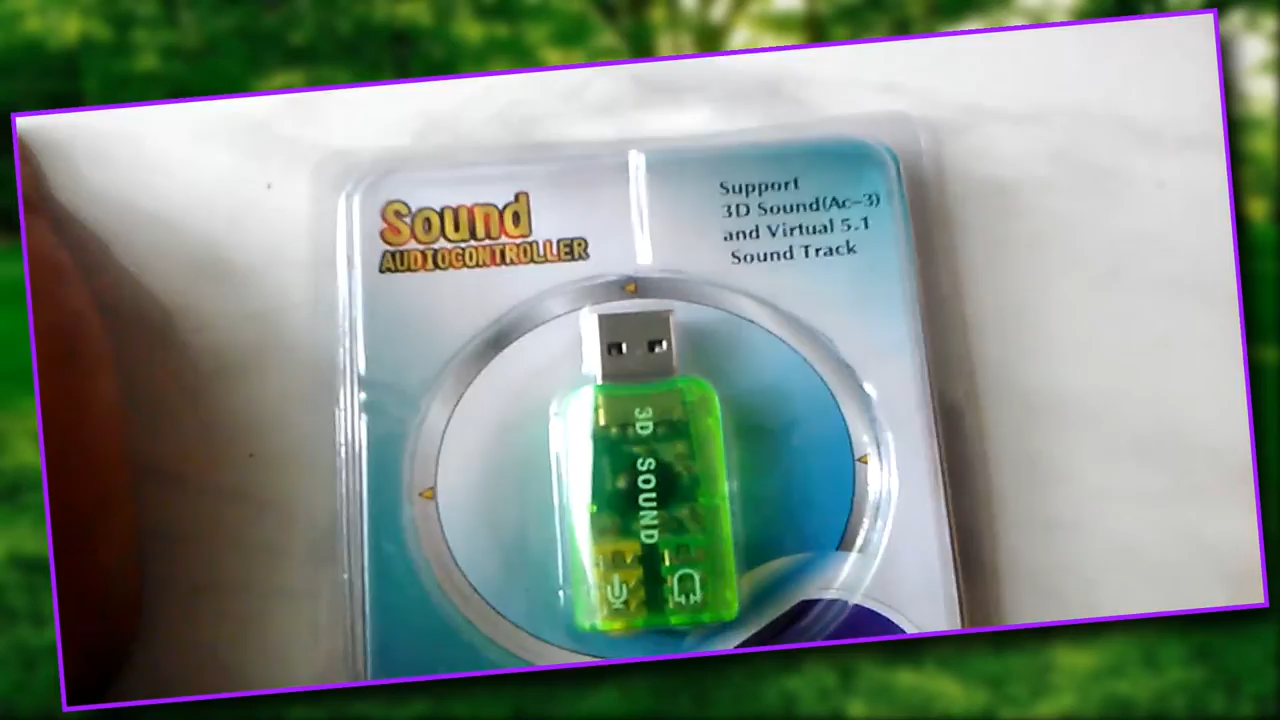 Sound
AUDIOCONTROLLER
Support
3D Sound(Ac-3)
and Virtual 5.1
Sound Track
3D SOUND